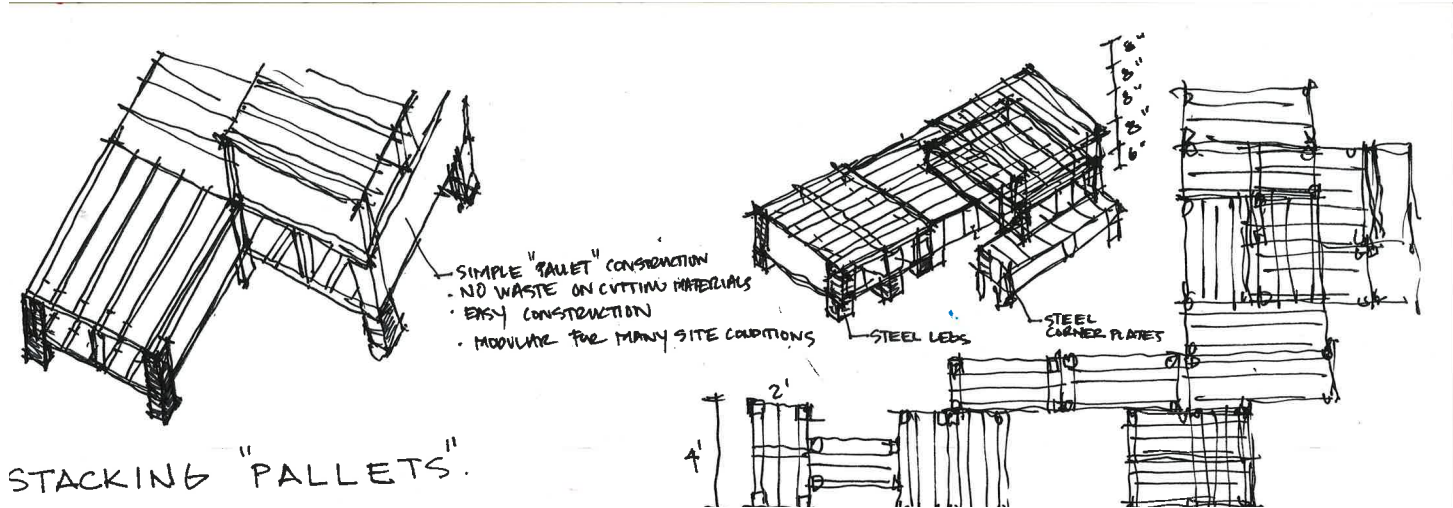 8"
8"
8"
8"
6"
SIMPLE "PALLET" CONSTRUCTION
• NO WASTE ON CUTTING MATERIALS
• EASY CONSTRUCTION
• MODULAR FOR MANY SITE CONDITIONS
STEEL LEGS
STEEL
CORNER PLATES
2'
4'
STACKING "PALLETS".